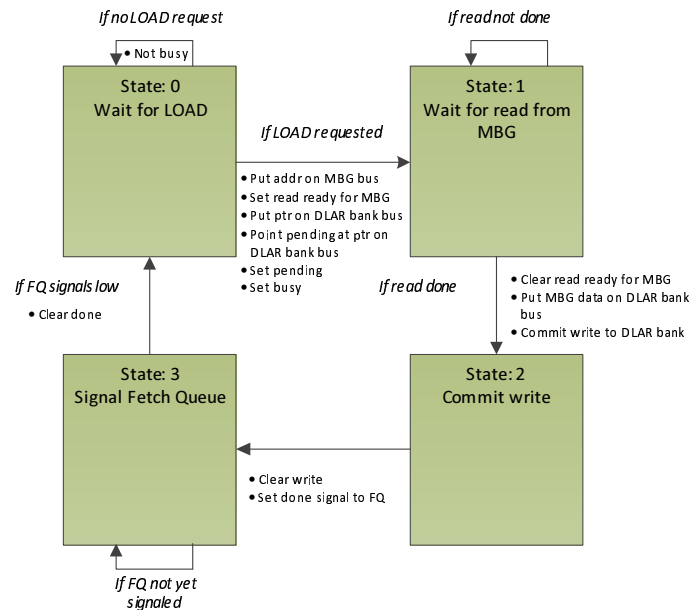 If no LOAD request
• Not busy
State: 0
Wait for LOAD
If read not done
State: 1
Wait for read from
MBG
If LOAD requested
• Put addr on MBG bus
• Set read ready for MBG
• Put ptr on DLAR bank bus
• Point pending at ptr on
DLAR bank bus
• Set pending
• Set busy
If read done
• Clear read ready for MBG
• Put MBG data on DLAR bank
bus
• Commit write to DLAR bank
If FQ signals low
• Clear done
State: 3
Signal Fetch Queue
State: 2
Commit write
• Clear write
• Set done signal to FQ
If FQ not yet
signaled